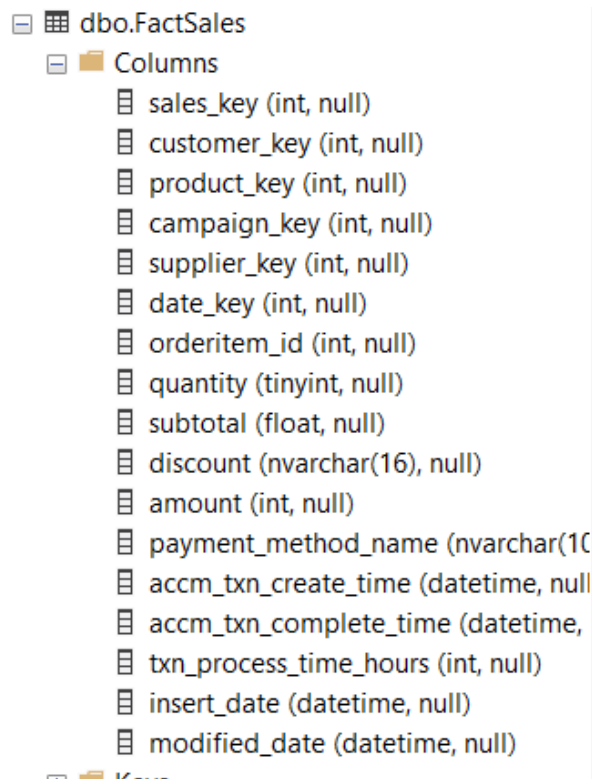 dbo.FactSales
Columns
sales_key (int, null)
customer_key (int, null)
product_key (int, null)
campaign_key (int, null)
supplier_key (int, null)
date_key (int, null)
orderitem_id (int, null)
quantity (tinyint, null)
subtotal (float, null)
discount (nvarchar(16), null)
amount (int, null)
payment_method_name (nvarchar(10
accm_txn_create_time (datetime, null
accm_txn_complete_time (datetime,
txn_process_time_hours (int, null)
insert_date (datetime, null)
modified_date (datetime, null)